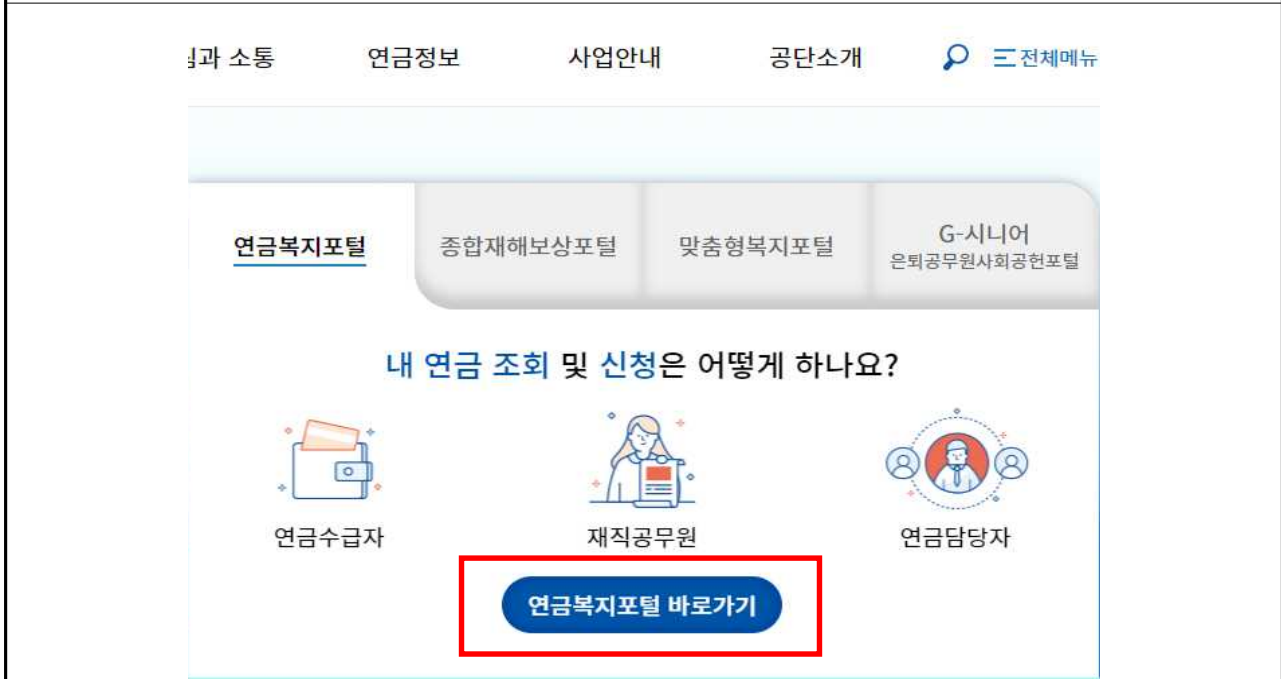 과 소통 연금정보 사업안내 공단소개 전체메뉴
연금복지포털 종합재해보상포털 맞춤형복지포털 G-시니어
은퇴공무원사회공헌포털
내 연금 조회 및 신청은 어떻게 하나요?
연금수급자 재직공무원 연금담당자
연금복지포털 바로가기